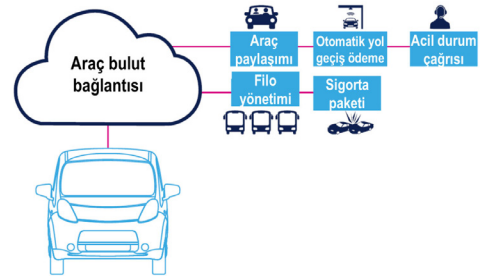 Araç bulut
bağlantısı
Araç
paylaşımı
Otomatik yol
geçiş ödeme
Acil durum
çağrısı
Filo
yönetimi
Sigorta
paketi